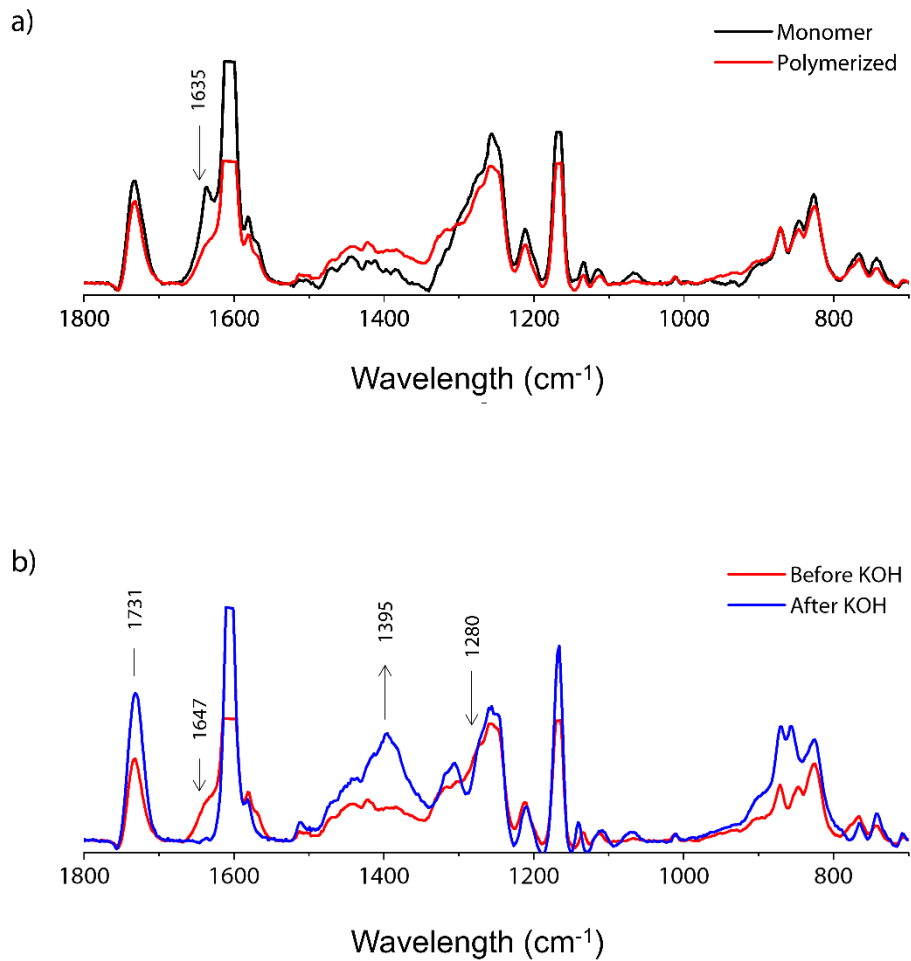 a)
Monomer
Polymerized
1635
1800 1600 1400 1200 1000 800
Wavelength (cm-1)
b)
Before KOH
After KOH
1731
1647
1395
1280
1800 1600 1400 1200 1000 800
Wavelength (cm-1)